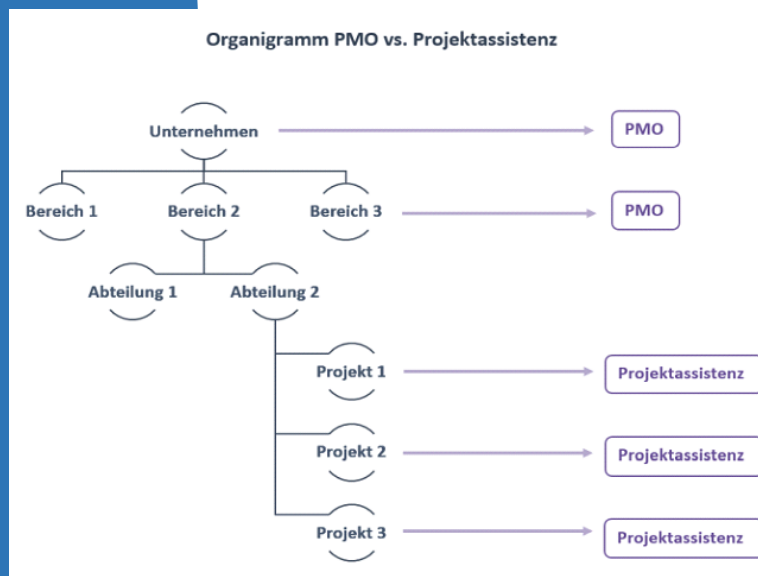 Organigramm PMO vs. Projektassistenz
Unternehmen
PMO
Bereich 1
Bereich 2
Bereich 3
PMO
Abteilung 1
Abteilung 2
Projekt 1
Projektassistenz
Projekt 2
Projektassistenz
Projekt 3
Projektassistenz